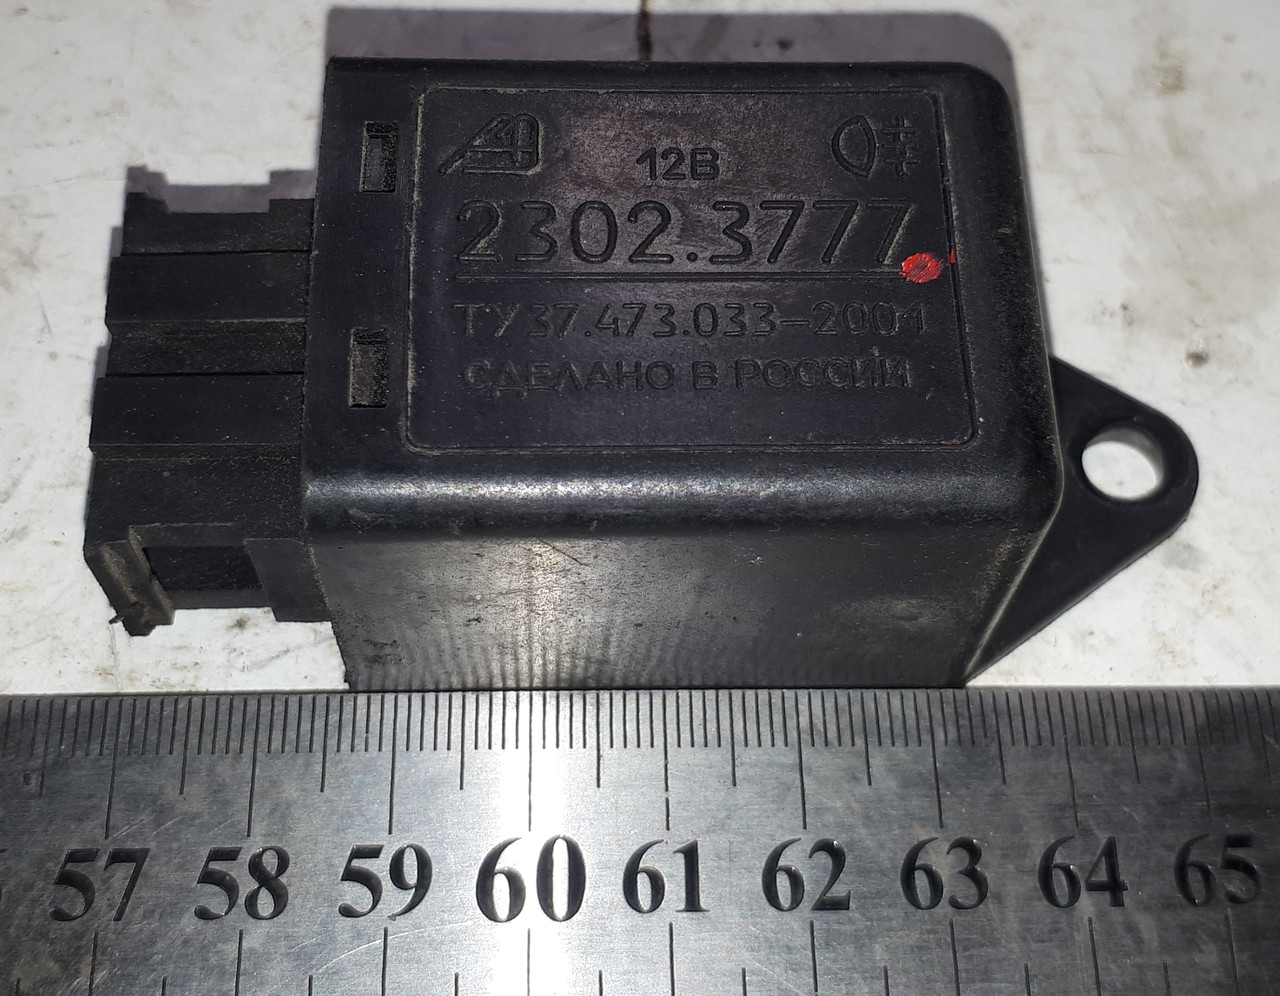 12В
2302.3777
ТУ 37.473.033-2001
СДЕЛАНО В РОССИИ
57 58 59 60 61 62 63 64 65